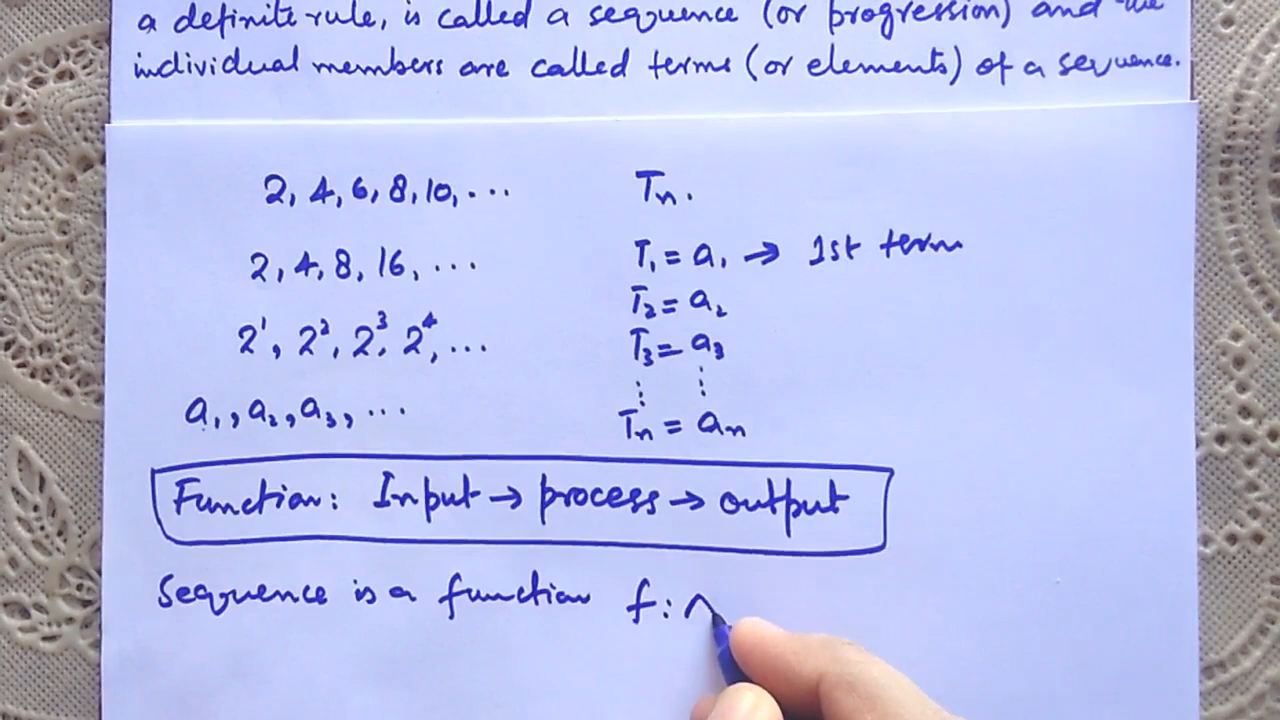 a definite rule, is called a sequence (or progression) and the
individual members are called terms (or elements) of a sequence.
2, 4, 6, 8, 10, ...
Tₙ.
2, 4, 8, 16, ...
T₁ = a₁ → 1st term
T₂ = a₂
2¹, 2², 2³, 2⁴, ...
T₃ = a₃
⋮ ⋮
a₁, a₂, a₃, ...
Tₙ = aₙ
Function: Input → process → output
Sequence is a function f: